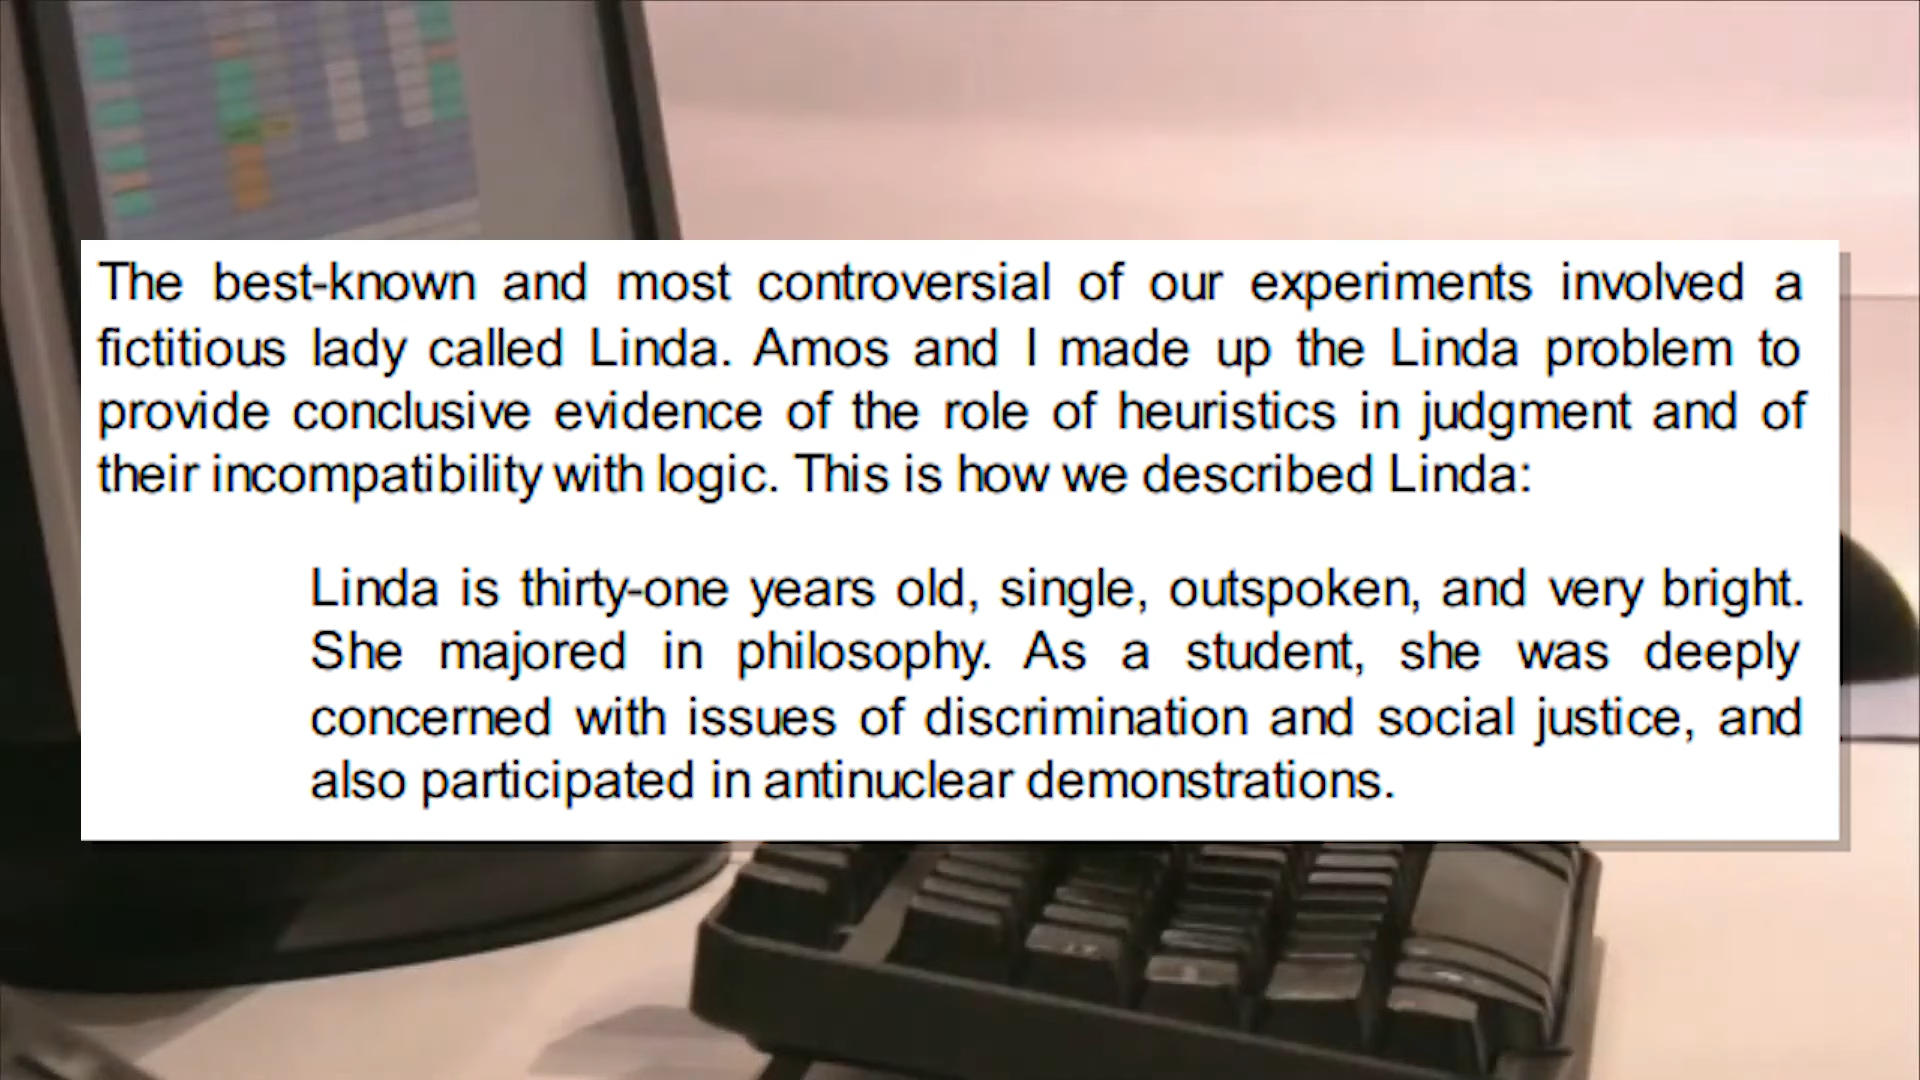 The best-known and most controversial of our experiments involved a
fictitious lady called Linda. Amos and I made up the Linda problem to
provide conclusive evidence of the role of heuristics in judgment and of
their incompatibility with logic. This is how we described Linda:
Linda is thirty-one years old, single, outspoken, and very bright.
She majored in philosophy. As a student, she was deeply
concerned with issues of discrimination and social justice, and
also participated in antinuclear demonstrations.